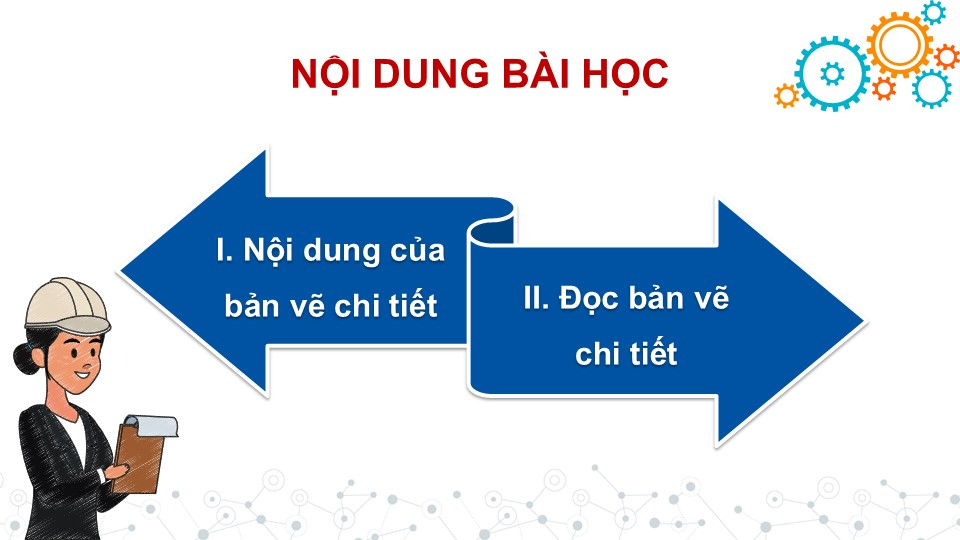 NỘI DUNG BÀI HỌC
I. Nội dung của
bản vẽ chi tiết
II. Đọc bản vẽ
chi tiết